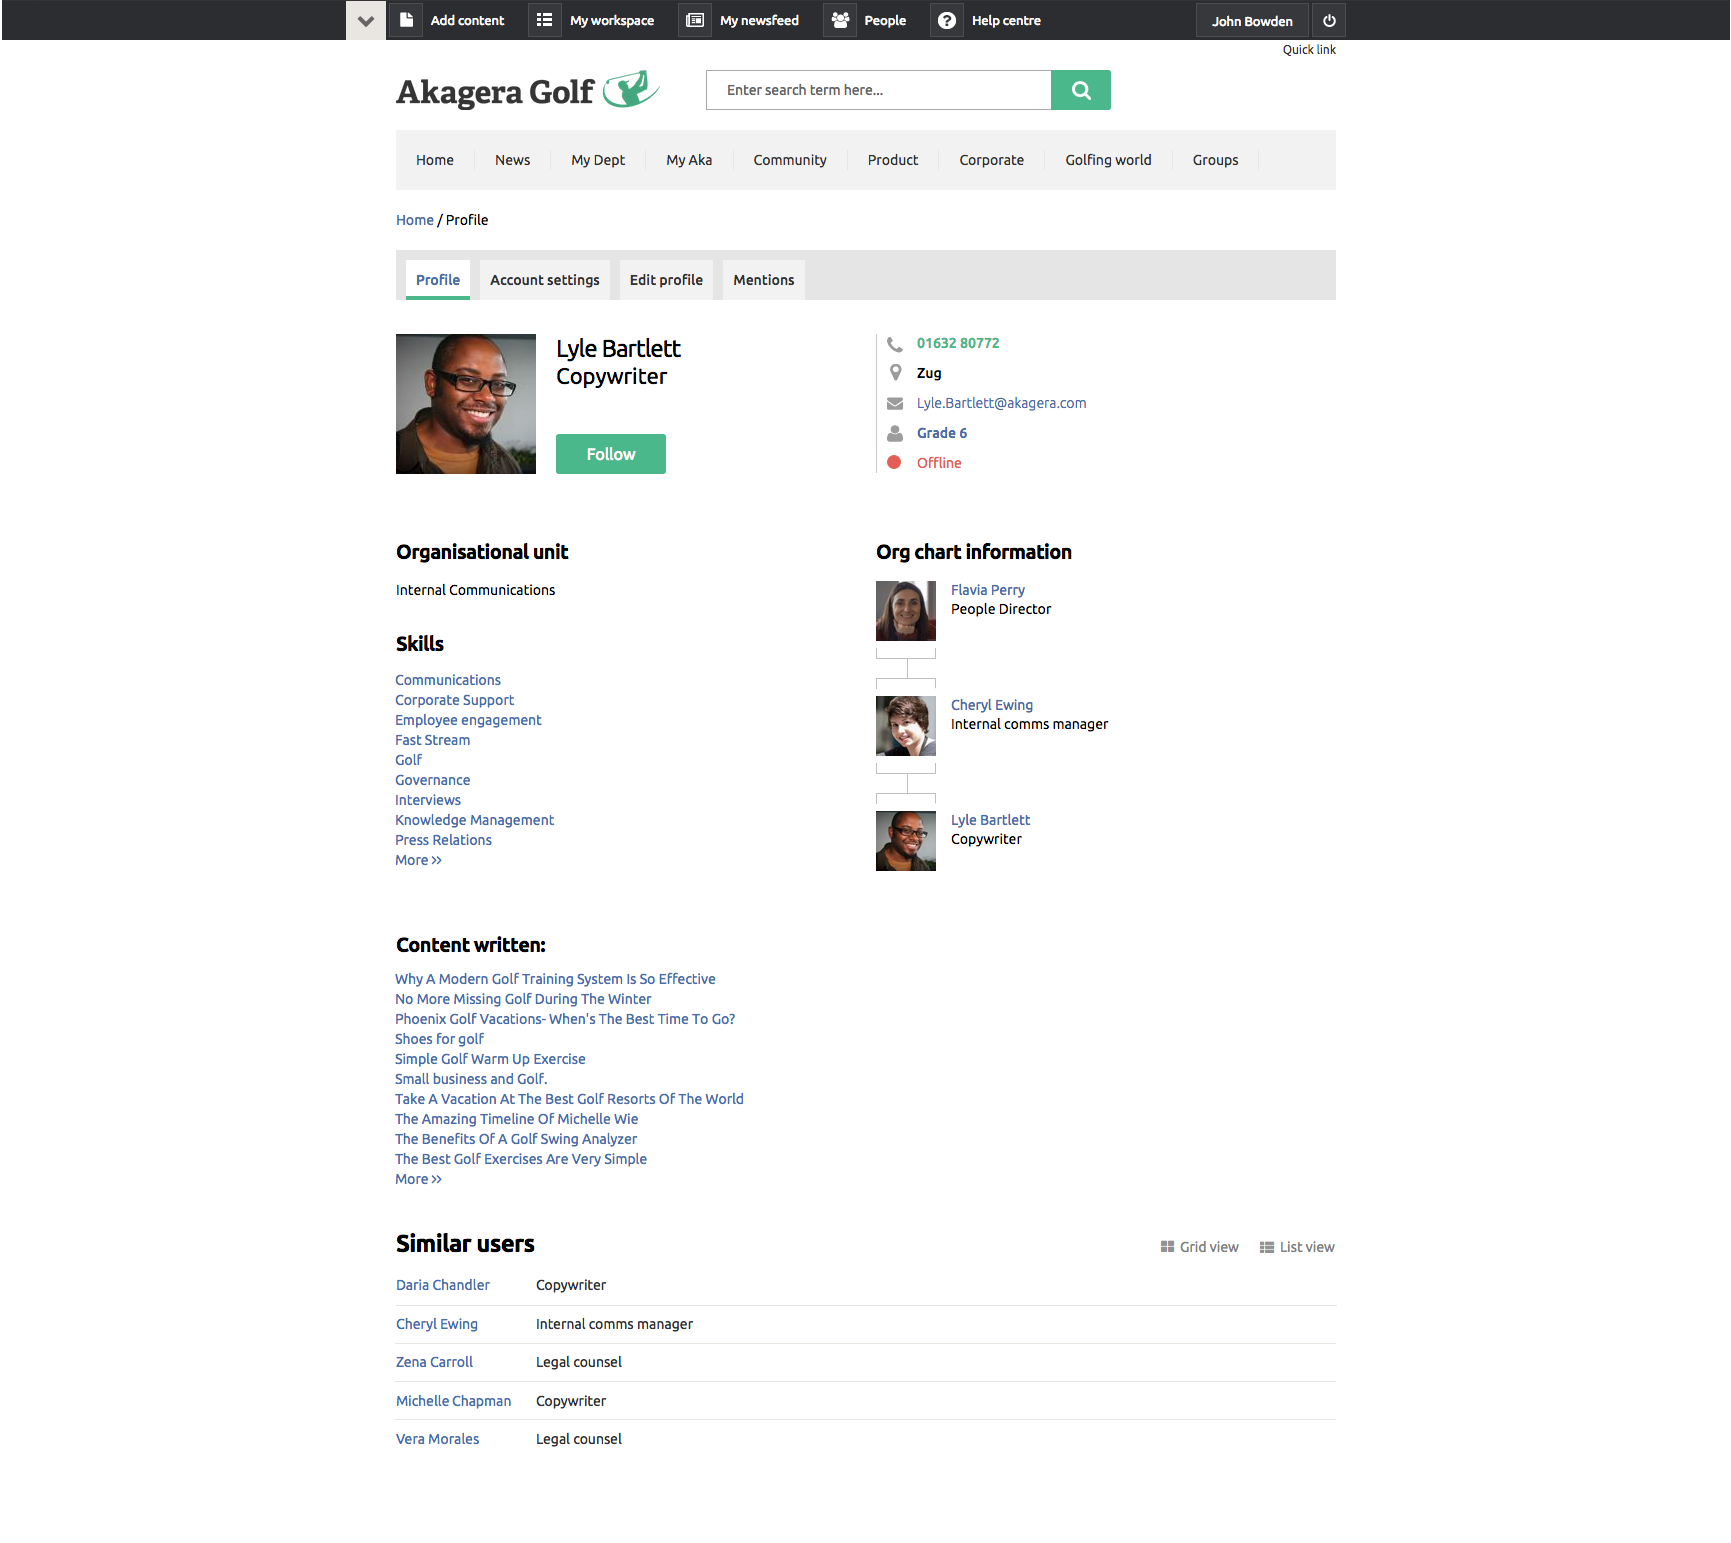 Add content My workspace My newsfeed People Help centre John Bowden
Quick link
Akagera Golf
Enter search term here...
Home News My Dept My Aka Community Product Corporate Golfing world Groups
Home / Profile
Profile Account settings Edit profile Mentions
Lyle Bartlett
Copywriter
Follow
01632 80772
Zug
Lyle.Bartlett@akagera.com
Grade 6
Offline
Organisational unit
Internal Communications
Skills
Communications
Corporate Support
Employee engagement
Fast Stream
Golf
Governance
Interviews
Knowledge Management
Press Relations
More >>
Org chart information
Flavia Perry
People Director
Cheryl Ewing
Internal comms manager
Lyle Bartlett
Copywriter
Content written:
Why A Modern Golf Training System Is So Effective
No More Missing Golf During The Winter
Phoenix Golf Vacations- When's The Best Time To Go?
Shoes for golf
Simple Golf Warm Up Exercise
Small business and Golf.
Take A Vacation At The Best Golf Resorts Of The World
The Amazing Timeline Of Michelle Wie
The Benefits Of A Golf Swing Analyzer
The Best Golf Exercises Are Very Simple
More >>
Similar users Grid view List view
Daria Chandler Copywriter
Cheryl Ewing Internal comms manager
Zena Carroll Legal counsel
Michelle Chapman Copywriter
Vera Morales Legal counsel